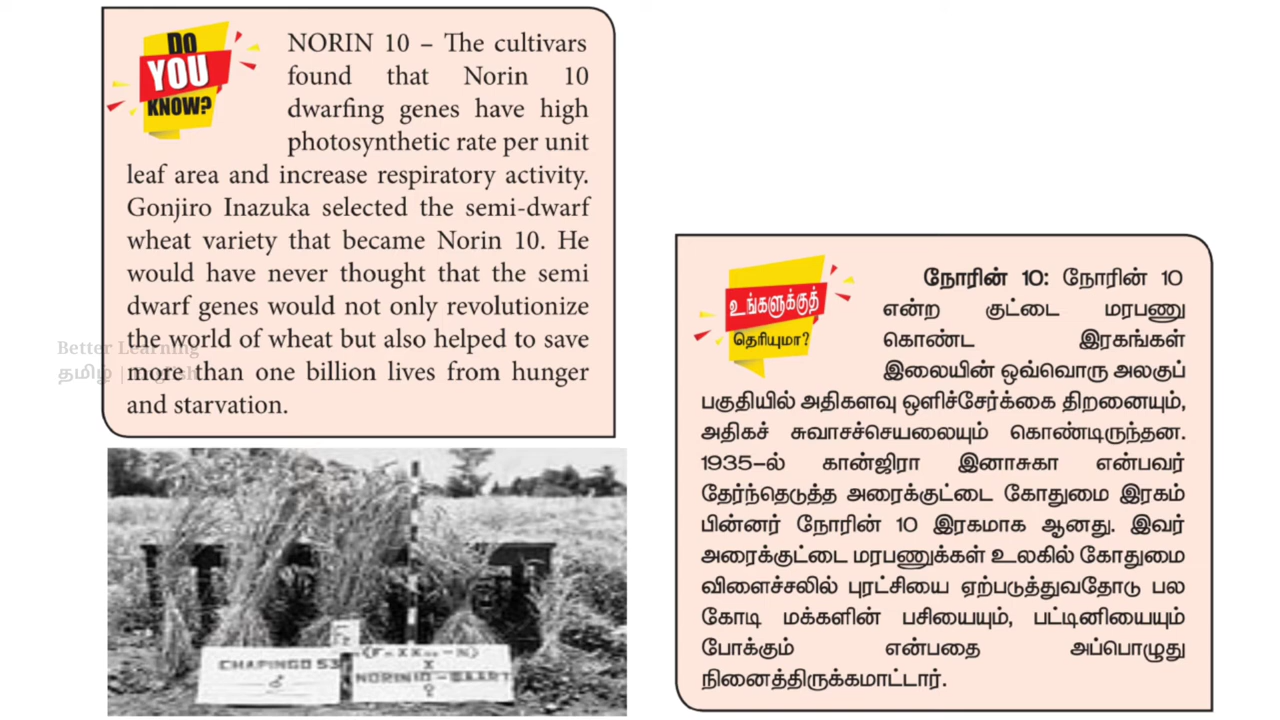 DO
YOU
KNOW?
NORIN 10 – The cultivars
found that Norin 10
dwarfing genes have high
photosynthetic rate per unit
leaf area and increase respiratory activity.
Gonjiro Inazuka selected the semi-dwarf
wheat variety that became Norin 10. He
would have never thought that the semi
dwarf genes would not only revolutionize
the world of wheat but also helped to save
more than one billion lives from hunger
and starvation.
Better Learning
தமிழ் | English
உங்களுக்குத்
தெரியுமா?
நோரின் 10: நோரின் 10
என்ற குட்டை மரபணு
கொண்ட இரகங்கள்
இலையின் ஒவ்வொரு அலகுப்
பகுதியில் அதிகளவு ஒளிச்சேர்க்கை திறனையும்,
அதிகச் சுவாசச்செயலையும் கொண்டிருந்தன.
1935–ல் கான்ஜிரா இனாசுகா என்பவர்
தேர்ந்தெடுத்த அரைக்குட்டை கோதுமை இரகம்
பின்னர் நோரின் 10 இரகமாக ஆனது. இவர்
அரைக்குட்டை மரபணுக்கள் உலகில் கோதுமை
விளைச்சலில் புரட்சியை ஏற்படுத்துவதோடு பல
கோடி மக்களின் பசியையும், பட்டினியையும்
போக்கும் என்பதை அப்பொழுது
நினைத்திருக்கமாட்டார்.
CHAPINGO 53
♂
X
NORIN 10 – BAART
♀